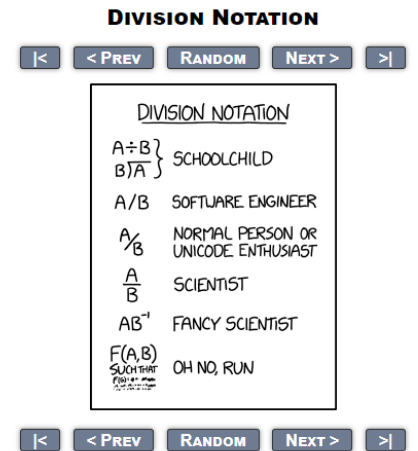 DIVISION NOTATION
|< < PREV RANDOM NEXT > >|
DIVISION NOTATION
A÷B
B)A SCHOOLCHILD
A/B SOFTWARE ENGINEER
A/B NORMAL PERSON OR
UNICODE ENTHUSIAST
A
B SCIENTIST
AB⁻¹ FANCY SCIENTIST
F(A,B)
SUCH THAT OH NO, RUN
|< < PREV RANDOM NEXT > >|